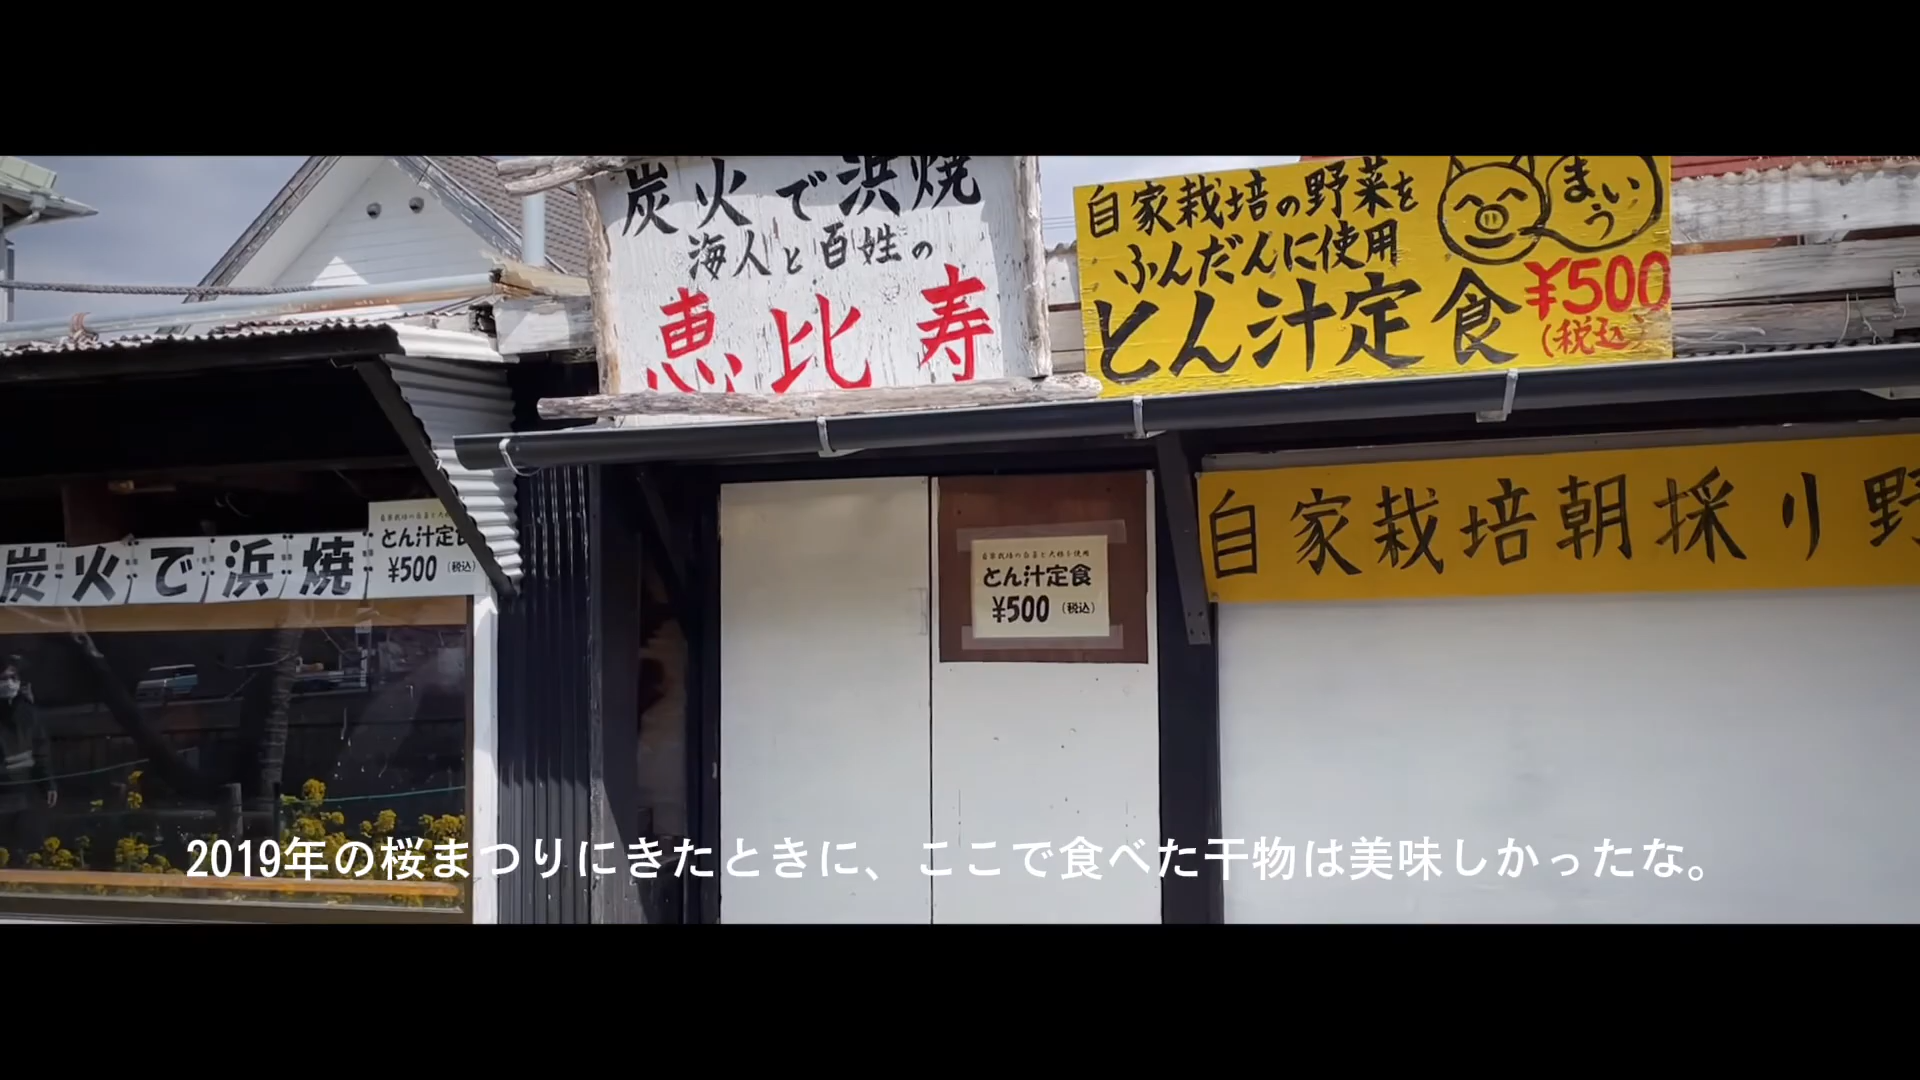 炭火で浜焼
海人と百姓の
恵比寿
自家栽培の野菜を
ふんだんに使用
とん汁定食
¥500
(税込)
まいう
炭火で浜焼
とん汁定食
¥500 (税込)
とん汁定食
¥500 (税込)
自家栽培朝採り野
2019年の桜まつりにきたときに、ここで食べた干物は美味しかったな。